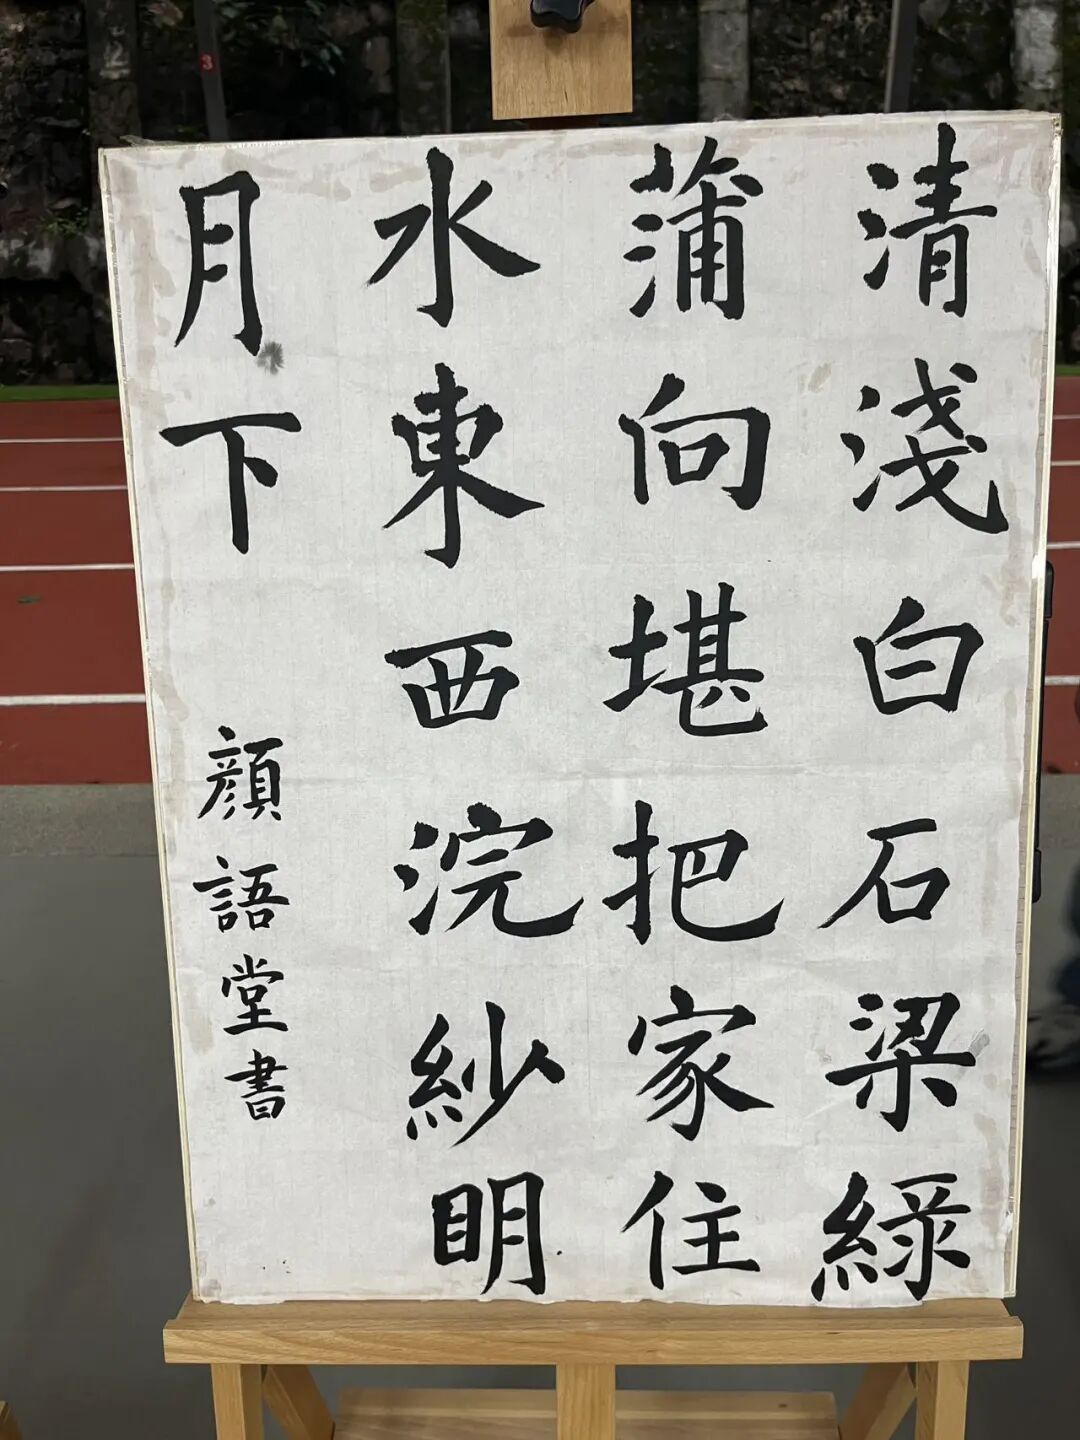 清淺白石梁綠
蒲向堪把家住
水東西浣紗明
月下
顏語堂書
3